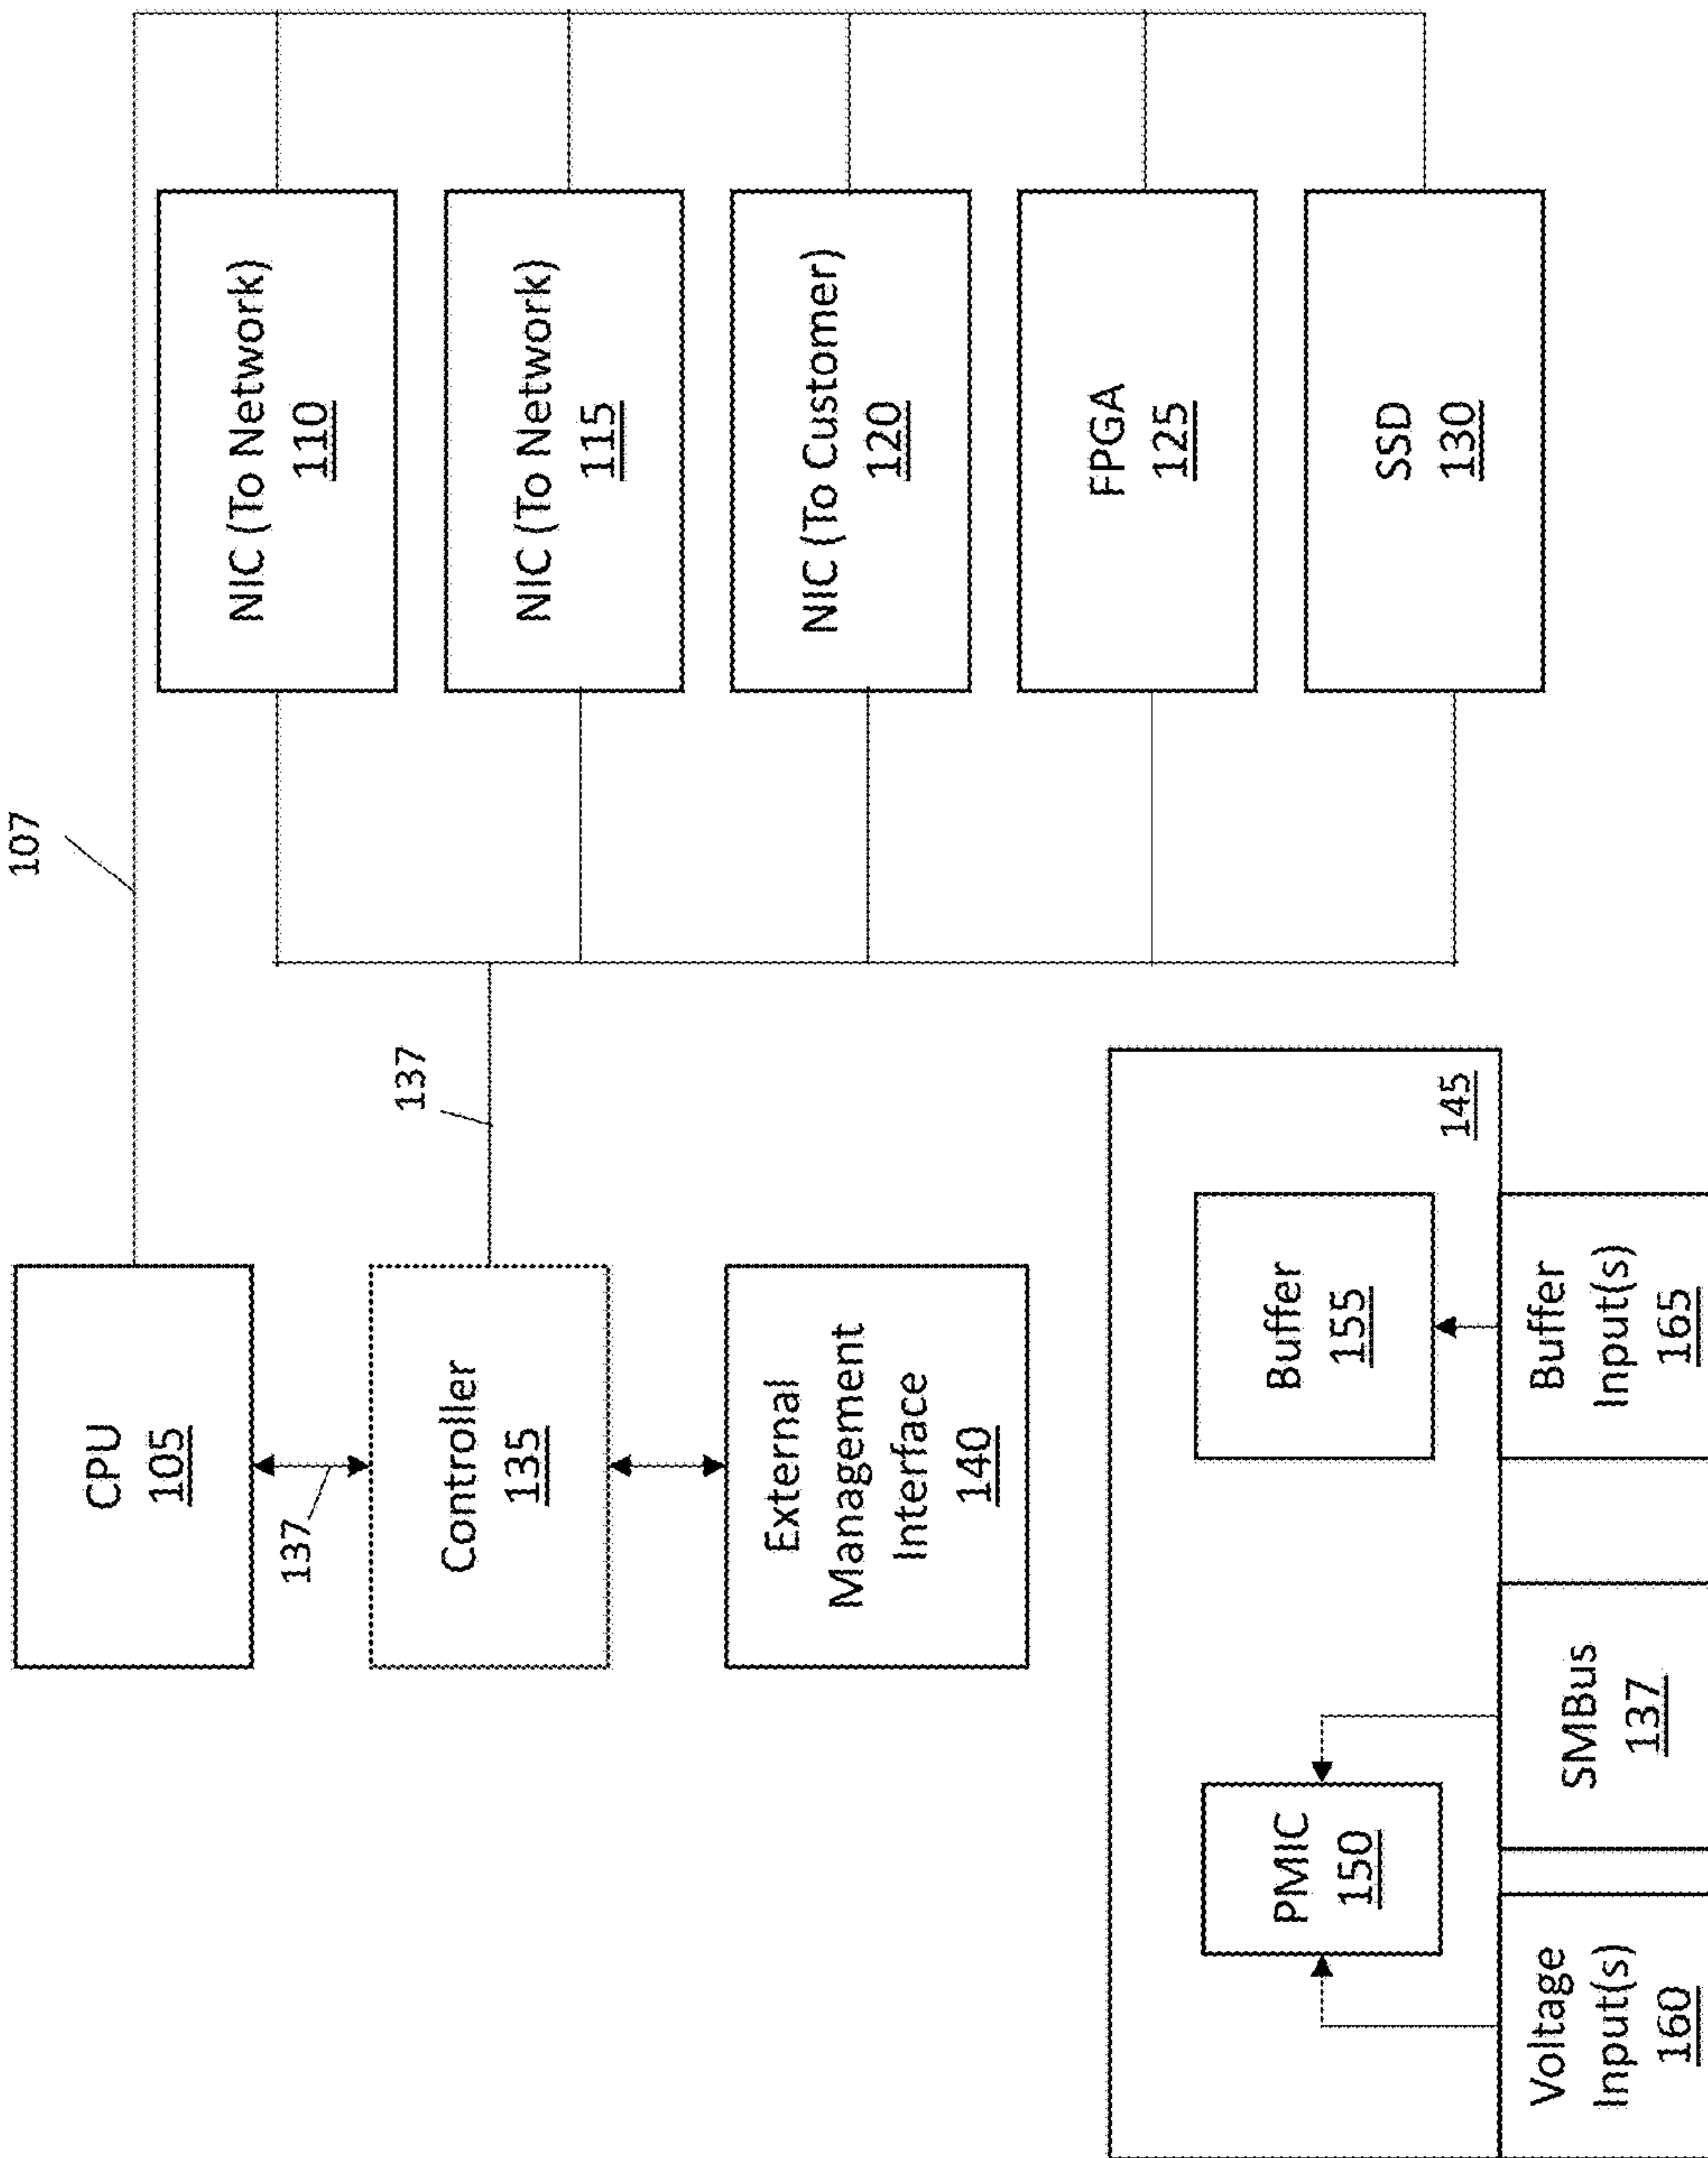 107
CPU
105
137
Controller
135
137
External
Management
Interface
140
NIC (To Network)
110
NIC (To Network)
115
NIC (To Customer)
120
FPGA
125
SSD
130
PMIC
150
Buffer
155
145
Voltage
Input(s)
160
SMBus
137
Buffer
Input(s)
165